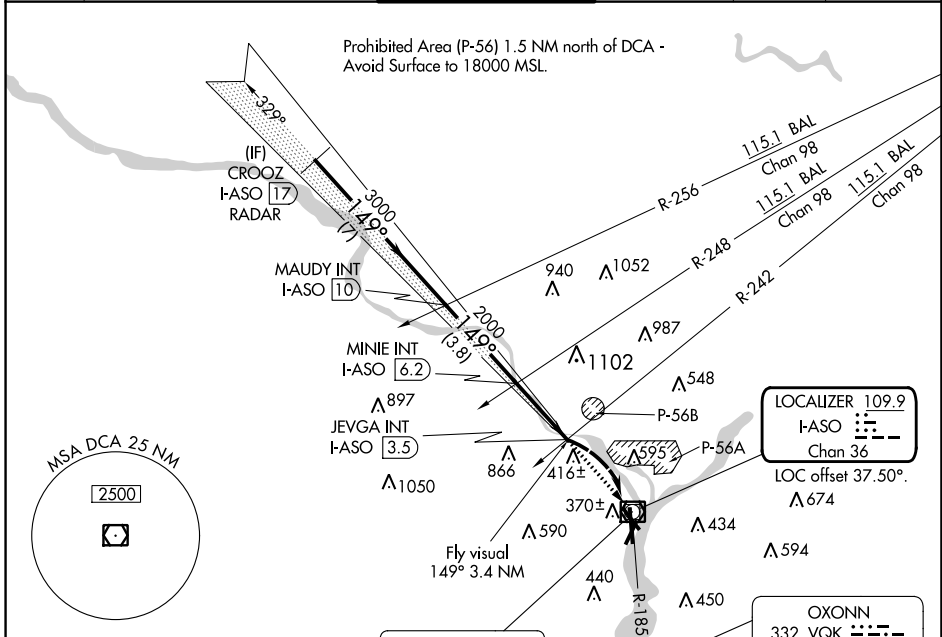 Prohibited Area (P-56) 1.5 NM north of DCA -
Avoid Surface to 18000 MSL.
329°
(IF)
CROOZ
I-ASO 17
RADAR
3000
149°
(7)
115.1 BAL
Chan 98
R-256
115.1 BAL
Chan 98
R-248
115.1 BAL
Chan 98
R-242
MAUDY INT
I-ASO 10
940
1052
2000
149°
(3.8)
987
MINIE INT
I-ASO 6.2
1102
548
897
P-56B
JEVGA INT
I-ASO 3.5
P-56A
595
866
416±
LOCALIZER 109.9
I-ASO
Chan 36
LOC offset 37.50°.
MSA DCA 25 NM
2500
1050
370±
674
590
434
594
Fly visual
149° 3.4 NM
440
450
R-185
OXONN
332 VQK